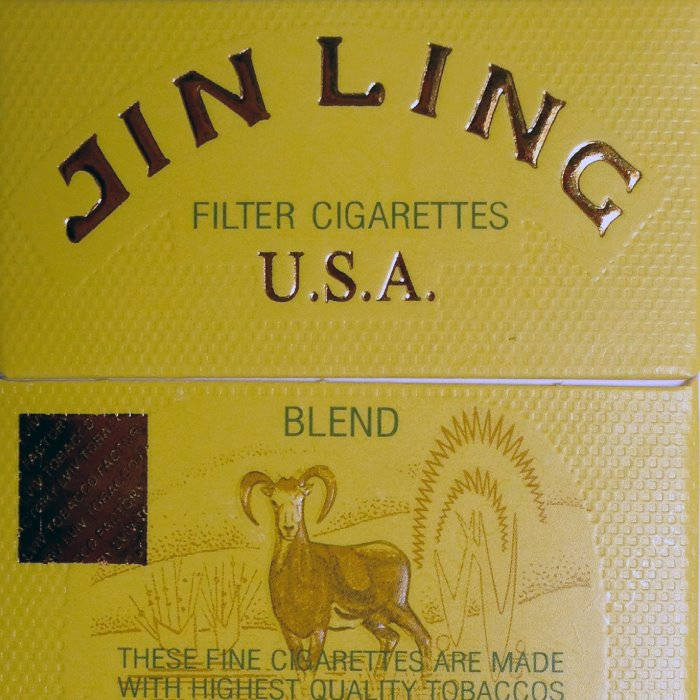 JIN LING
FILTER CIGARETTES
U.S.A.
BLEND
THESE FINE CIGARETTES ARE MADE
WITH HIGHEST QUALITY TOBACCOS